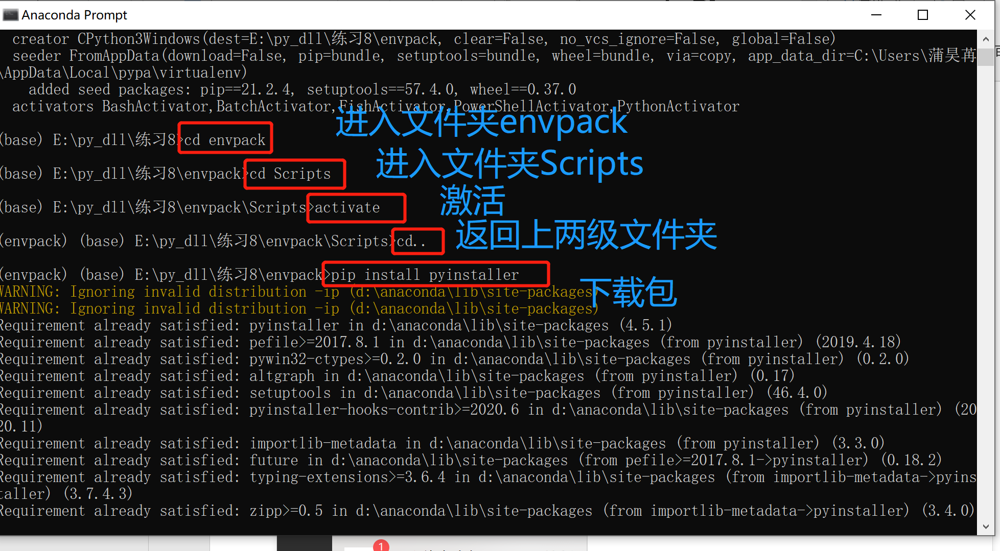 Anaconda Prompt
creator CPython3Windows(dest=E:\py_dll\练习8\envpack, clear=False, no_vcs_ignore=False, global=False)
seeder FromAppData(download=False, pip=bundle, setuptools=bundle, wheel=bundle, via=copy, app_data_dir=C:\Users\蒲昊苒
\AppData\Local\pypa\virtualenv)
added seed packages: pip==21.2.4, setuptools==57.4.0, wheel==0.37.0
activators BashActivator,BatchActivator,FishActivator,PowerShellActivator,PythonActivator
进入文件夹envpack
(base) E:\py_dll\练习8>cd envpack
进入文件夹Scripts
(base) E:\py_dll\练习8\envpack>cd Scripts
激活
(base) E:\py_dll\练习8\envpack\Scripts>activate
返回上两级文件夹
(envpack) (base) E:\py_dll\练习8\envpack\Scripts>cd..
(envpack) (base) E:\py_dll\练习8\envpack>pip install pyinstaller
下载包
WARNING: Ignoring invalid distribution -ip (d:\anaconda\lib\site-packages)
WARNING: Ignoring invalid distribution -ip (d:\anaconda\lib\site-packages)
Requirement already satisfied: pyinstaller in d:\anaconda\lib\site-packages (4.5.1)
Requirement already satisfied: pefile>=2017.8.1 in d:\anaconda\lib\site-packages (from pyinstaller) (2019.4.18)
Requirement already satisfied: pywin32-ctypes>=0.2.0 in d:\anaconda\lib\site-packages (from pyinstaller) (0.2.0)
Requirement already satisfied: altgraph in d:\anaconda\lib\site-packages (from pyinstaller) (0.17)
Requirement already satisfied: setuptools in d:\anaconda\lib\site-packages (from pyinstaller) (46.4.0)
Requirement already satisfied: pyinstaller-hooks-contrib>=2020.6 in d:\anaconda\lib\site-packages (from pyinstaller) (20
20.11)
Requirement already satisfied: importlib-metadata in d:\anaconda\lib\site-packages (from pyinstaller) (3.3.0)
Requirement already satisfied: future in d:\anaconda\lib\site-packages (from pefile>=2017.8.1->pyinstaller) (0.18.2)
Requirement already satisfied: typing-extensions>=3.6.4 in d:\anaconda\lib\site-packages (from importlib-metadata->pyins
taller) (3.7.4.3)
Requirement already satisfied: zipp>=0.5 in d:\anaconda\lib\site-packages (from importlib-metadata->pyinstaller) (3.4.0)
1